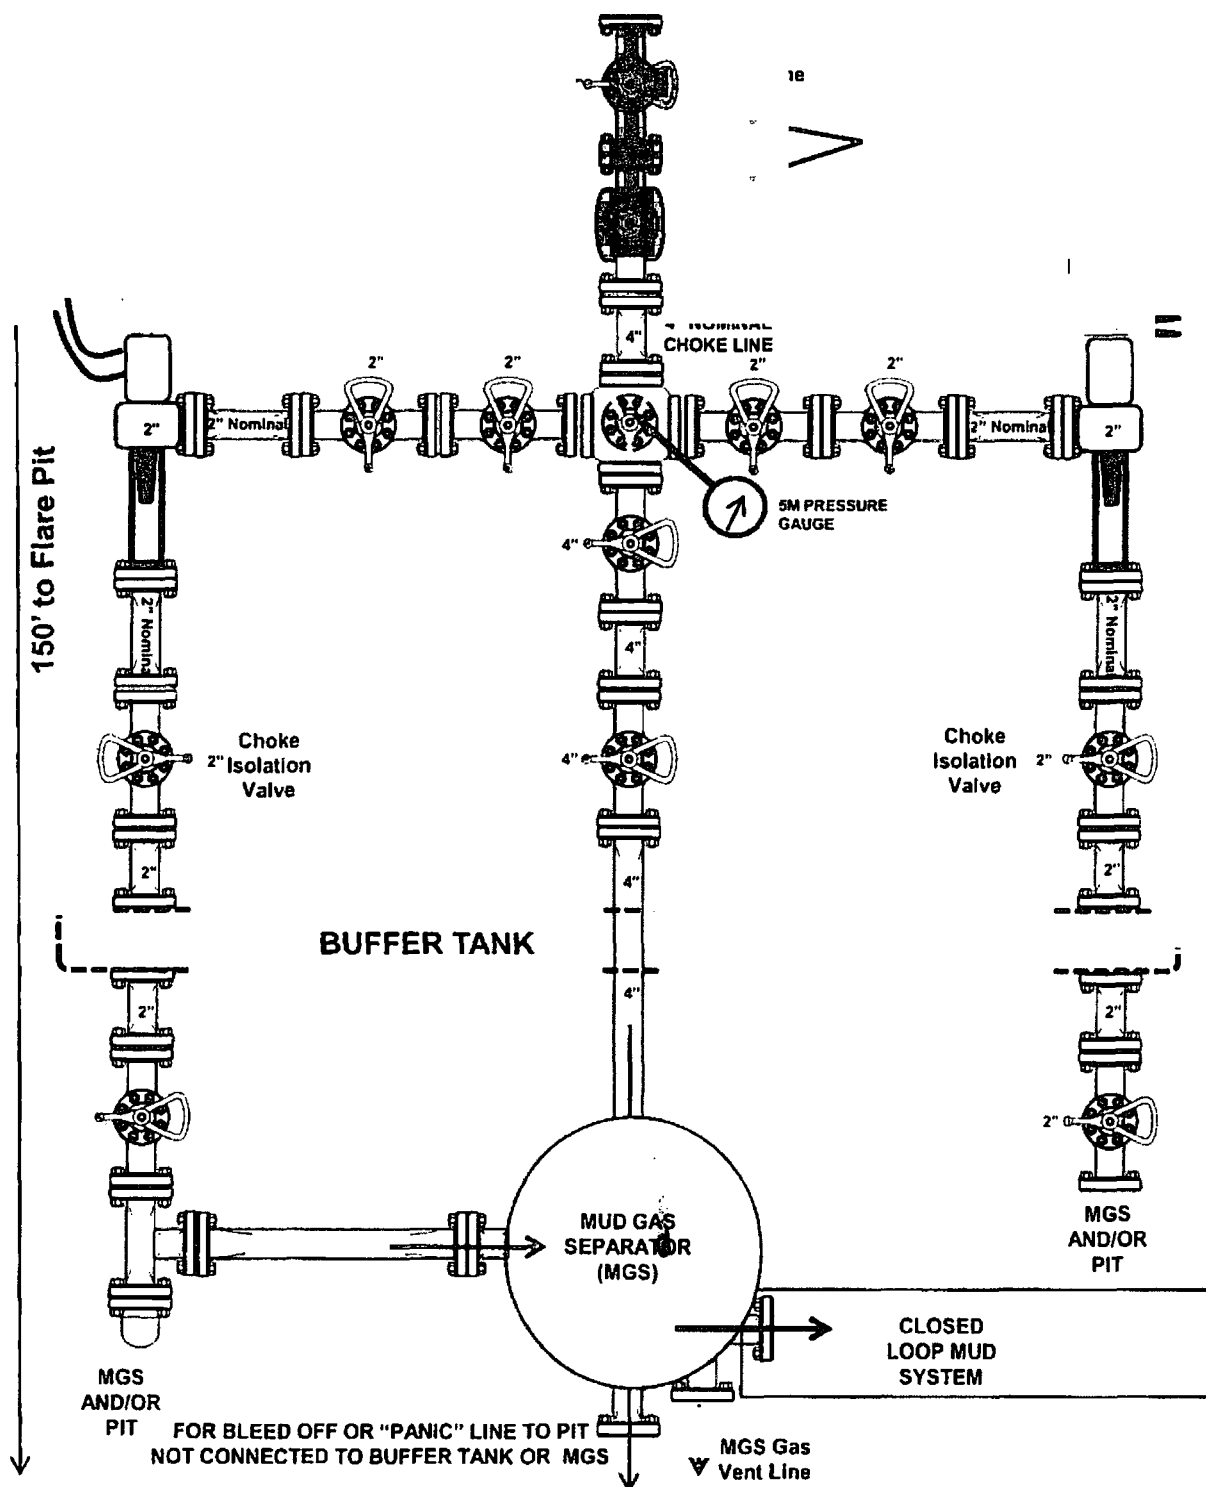 4"
CHOKE LINE
2"
2"
2"
2"
2"
2" Nominal
2" Nominal
2"
5M PRESSURE
GAUGE
4"
150' to Flare Pit
2" Nominal
4"
2" Nominal
2"
Choke
Isolation
Valve
4"
Choke
Isolation
Valve
2"
2"
4"
2"
BUFFER TANK
2"
4"
2"
2"
MUD GAS
SEPARATOR
(MGS)
MGS
AND/OR
PIT
CLOSED
LOOP MUD
SYSTEM
MGS
AND/OR
PIT
FOR BLEED OFF OR "PANIC" LINE TO PIT
NOT CONNECTED TO BUFFER TANK OR MGS
MGS Gas
Vent Line